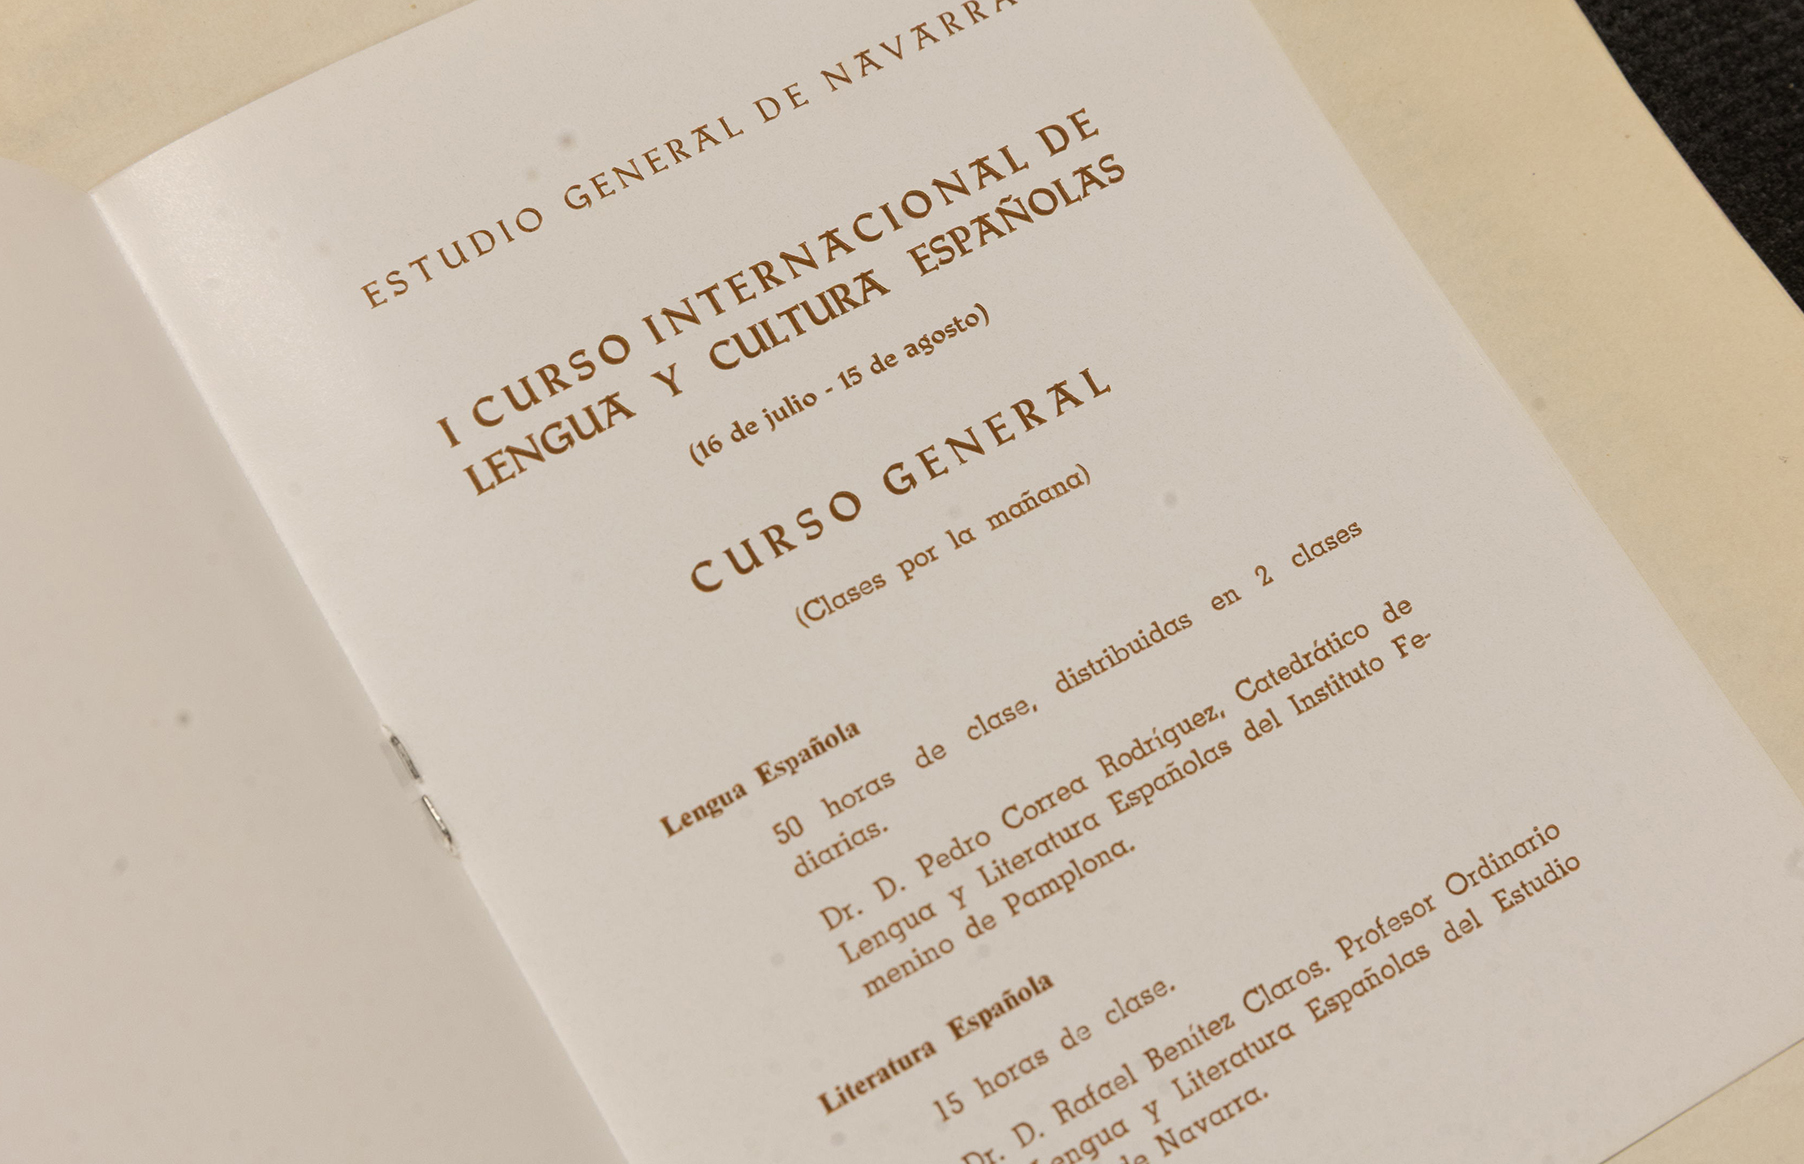 ESTUDIO GENERAL DE NAVARRA
I CURSO INTERNACIONAL DE
LENGUA Y CULTURA ESPAÑOLAS
(16 de julio - 15 de agosto)
CURSO GENERAL
(Clases por la mañana)
Lengua Española
50 horas de clase, distribuidas en 2 clases
diarias.
Dr. D. Pedro Correa Rodríguez, Catedrático de
Lengua y Literatura Españolas del Instituto Fe-
menino de Pamplona.
Literatura Española
15 horas de clase.
Dr. D. Rafael Benítez Claros. Profesor Ordinario
Lengua y Literatura Españolas del Estudio
de Navarra.